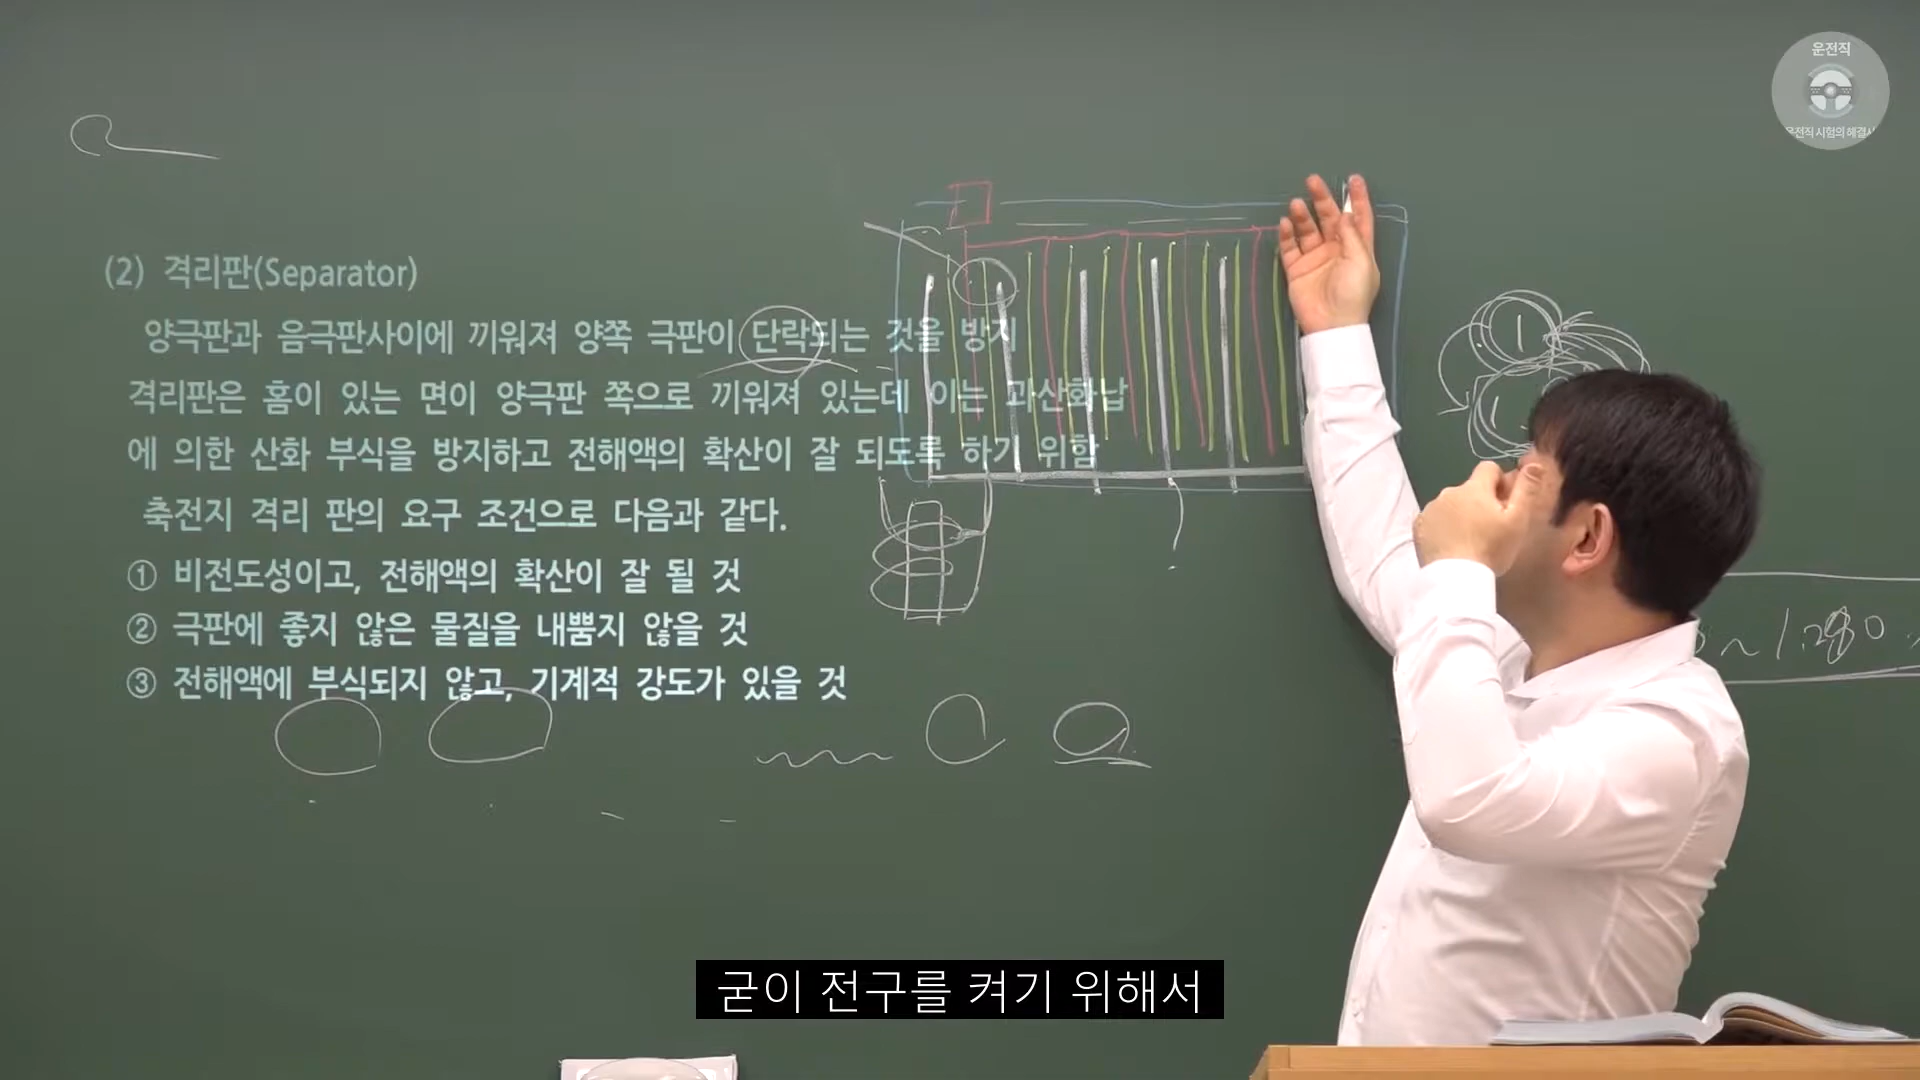 운전직
운전직 시험의 해결사
(2) 격리판(Separator)
양극판과 음극판사이에 끼워져 양쪽 극판이 단락되는 것을 방지
격리판은 홈이 있는 면이 양극판 쪽으로 끼워져 있는데 이는 과산화납
에 의한 산화 부식을 방지하고 전해액의 확산이 잘 되도록 하기 위함
축전지 격리 판의 요구 조건으로 다음과 같다.
① 비전도성이고, 전해액의 확산이 잘 될 것
② 극판에 좋지 않은 물질을 내뿜지 않을 것
③ 전해액에 부식되지 않고, 기계적 강도가 있을 것
~ 1.280
굳이 전구를 켜기 위해서